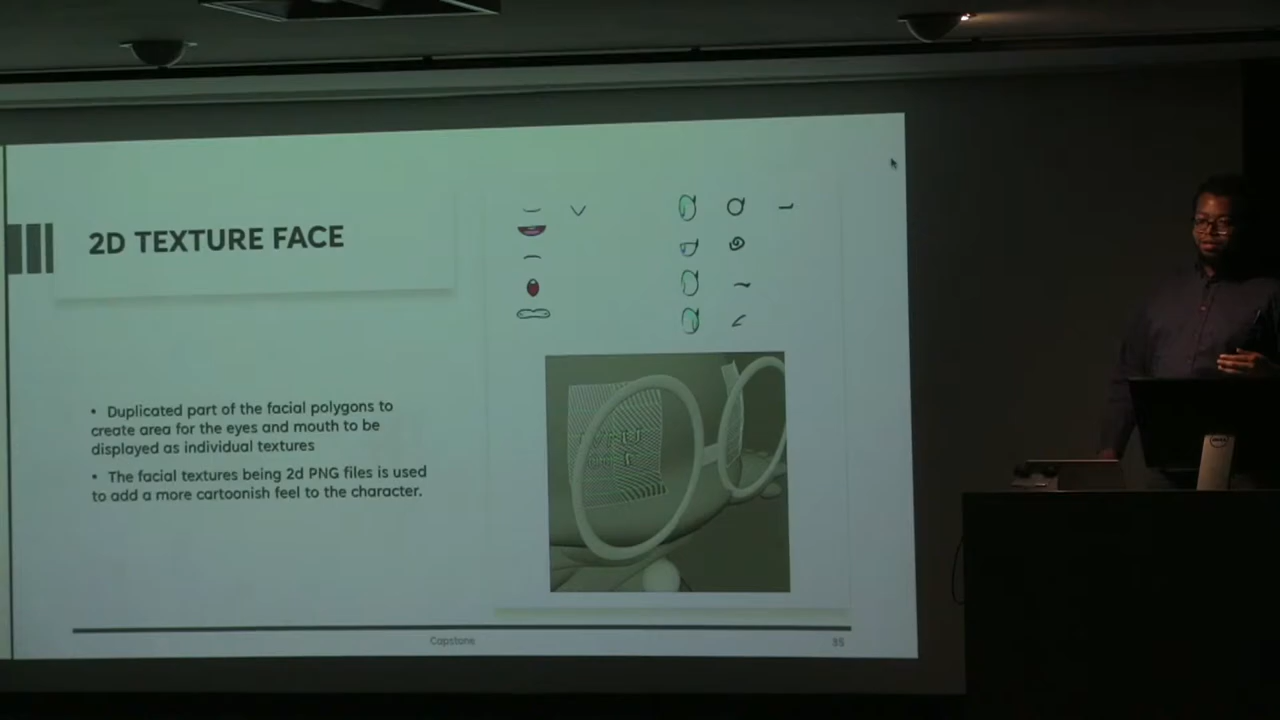 2D TEXTURE FACE
• Duplicated part of the facial polygons to
create area for the eyes and mouth to be
displayed as individual textures
• The facial textures being 2d PNG files is used
to add a more cartoonish feel to the character.
Capstone
35
DELL